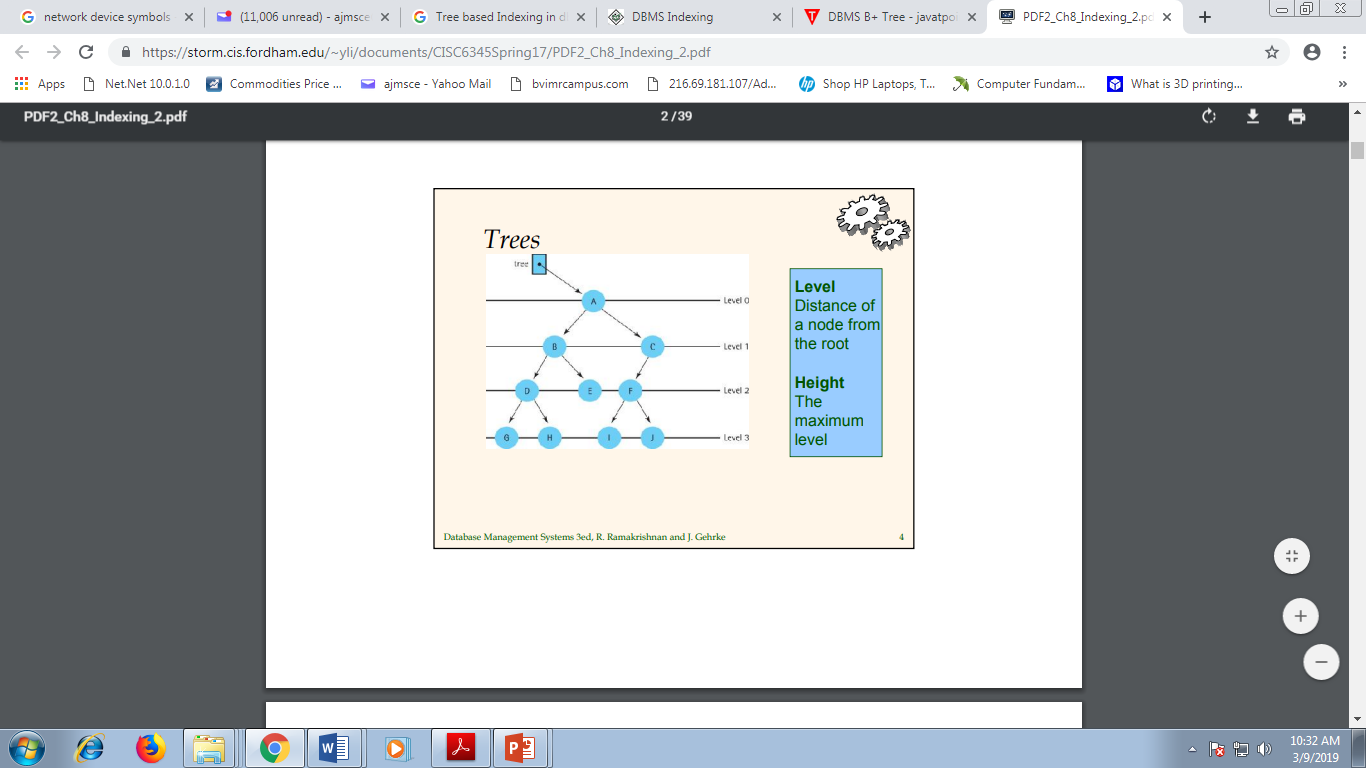 network device symbols
(11,006 unread) - ajmsce
Tree based Indexing in d
DBMS Indexing
DBMS B+ Tree - javatpo
PDF2_Ch8_Indexing_2.pd
https://storm.cis.fordham.edu/~yli/documents/CISC6345Spring17/PDF2_Ch8_Indexing_2.pdf
Apps
Net.Net 10.0.1.0
Commodities Price ...
ajmsce - Yahoo Mail
bvimrcampus.com
216.69.181.107/Ad...
Shop HP Laptops, T...
Computer Fundam...
What is 3D printing...
»
PDF2_Ch8_Indexing_2.pdf
2 / 39
Trees
tree
A
Level 0
B
C
Level 1
D
E
F
Level 2
G
H
I
J
Level 3
Level
Distance of
a node from
the root
Height
The
maximum
level
Database Management Systems 3ed, R. Ramakrishnan and J. Gehrke
4
10:32 AM
3/9/2019